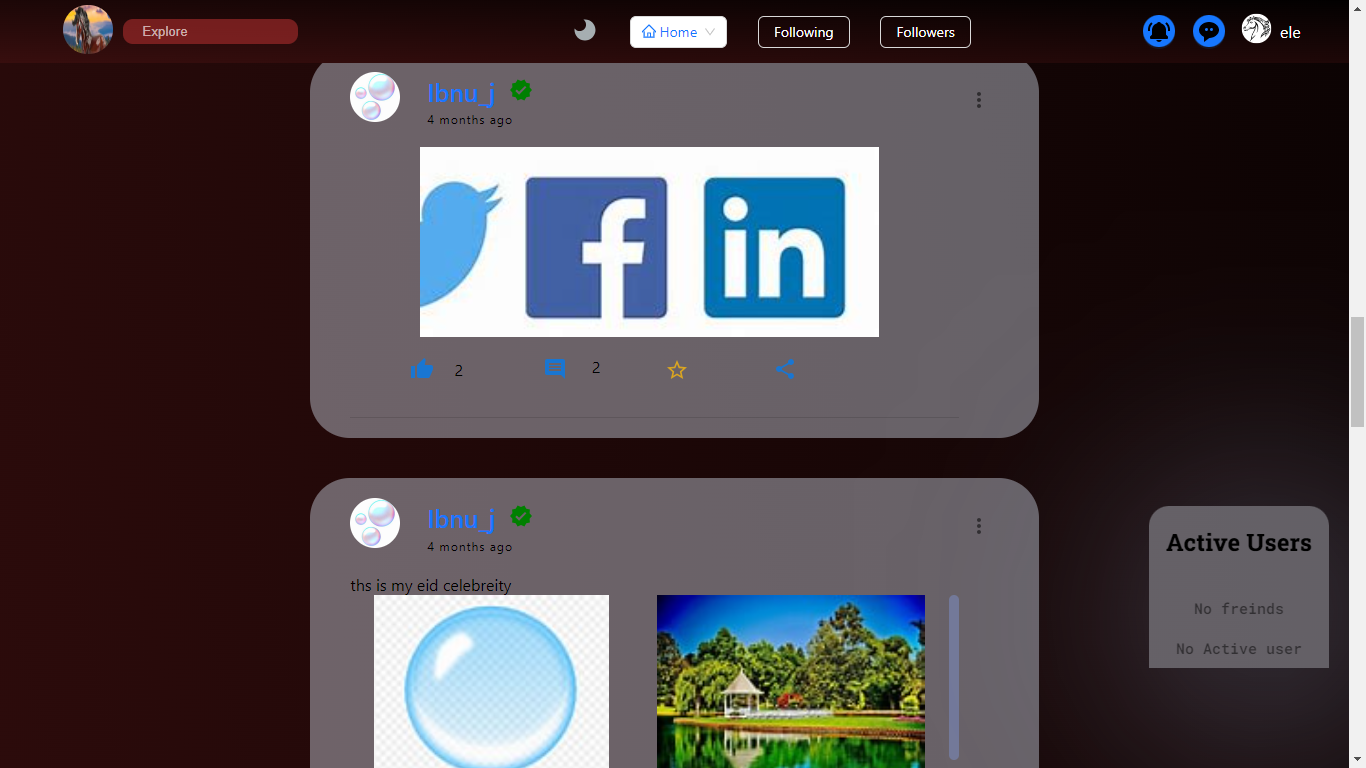 Explore
Home
Following
Followers
ele
Ibnu_j
4 months ago
f
in
2
2
Ibnu_j
4 months ago
ths is my eid celebreity
Active Users
No freinds
No Active user